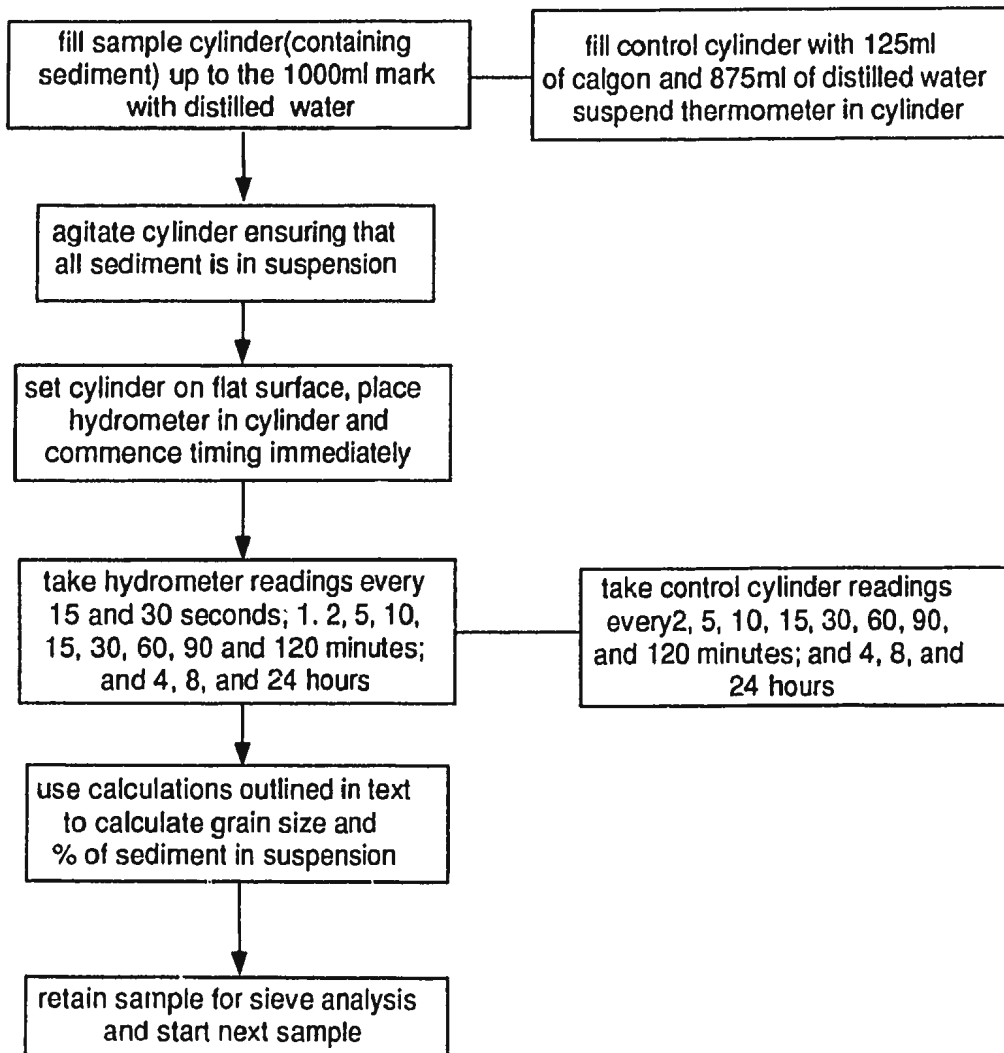 fill sample cylinder(containing
sediment) up to the 1000ml mark
with distilled water
fill control cylinder with 125ml
of calgon and 875ml of distilled water
suspend thermometer in cylinder
agitate cylinder ensuring that
all sediment is in suspension
set cylinder on flat surface, place
hydrometer in cylinder and
commence timing immediately
take hydrometer readings every
15 and 30 seconds; 1. 2, 5, 10,
15, 30, 60, 90 and 120 minutes;
and 4, 8, and 24 hours
take control cylinder readings
every2, 5, 10, 15, 30, 60, 90,
and 120 minutes; and 4, 8, and
24 hours
use calculations outlined in text
to calculate grain size and
% of sediment in suspension
retain sample for sieve analysis
and start next sample